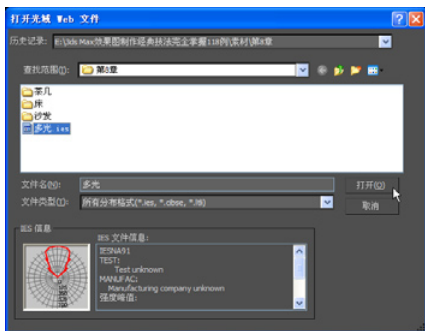 打开光域 Web 文件
历史记录: E:\3ds Max效果图制作经典技法完全掌握118例\素材\第8章
查找范围(I): 第8章
茶几
床
沙发
多光.ies
文件名(N): 多光
打开(O)
文件类型(T): 所有分布格式(*.ies, *.cibse, *.ltli)
取消
IES 信息
IES 文件信息:
IESNA91
TEST:
Test unknown
MANUFAC:
Manufacturing company unknown
强度峰值: